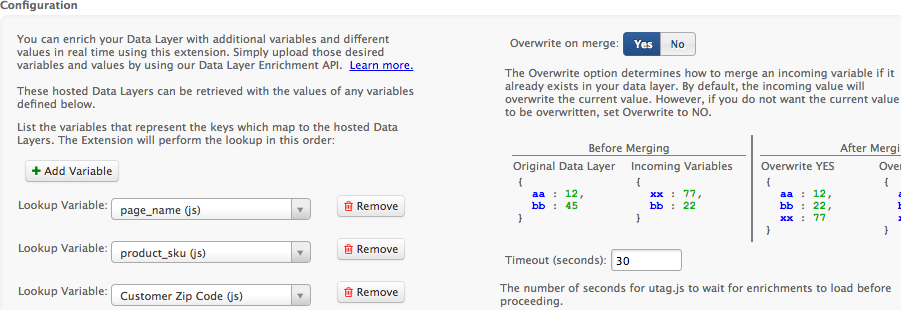 Configuration
You can enrich your Data Layer with additional variables and different
values in real time using this extension. Simply upload those desired
variables and values by using our Data Layer Enrichment API. Learn more.
These hosted Data Layers can be retrieved with the values of any variables
defined below.
List the variables that represent the keys which map to the hosted Data
Layers. The Extension will perform the lookup in this order:
+ Add Variable
Lookup Variable: page_name (js) Remove
Lookup Variable: product_sku (js) Remove
Lookup Variable: Customer Zip Code (js) Remove
Overwrite on merge: Yes No
The Overwrite option determines how to merge an incoming variable if it
already exists in your data layer. By default, the incoming value will
overwrite the current value. However, if you do not want the current value
to be overwritten, set Overwrite to NO.
Before Merging After Mergi
Original Data Layer Incoming Variables Overwrite YES Over
{ { { {
aa : 12, xx : 77, aa : 12,
bb : 45 bb : 22 bb : 22,
} } xx : 77
} }
Timeout (seconds): 30
The number of seconds for utag.js to wait for enrichments to load before
proceeding.